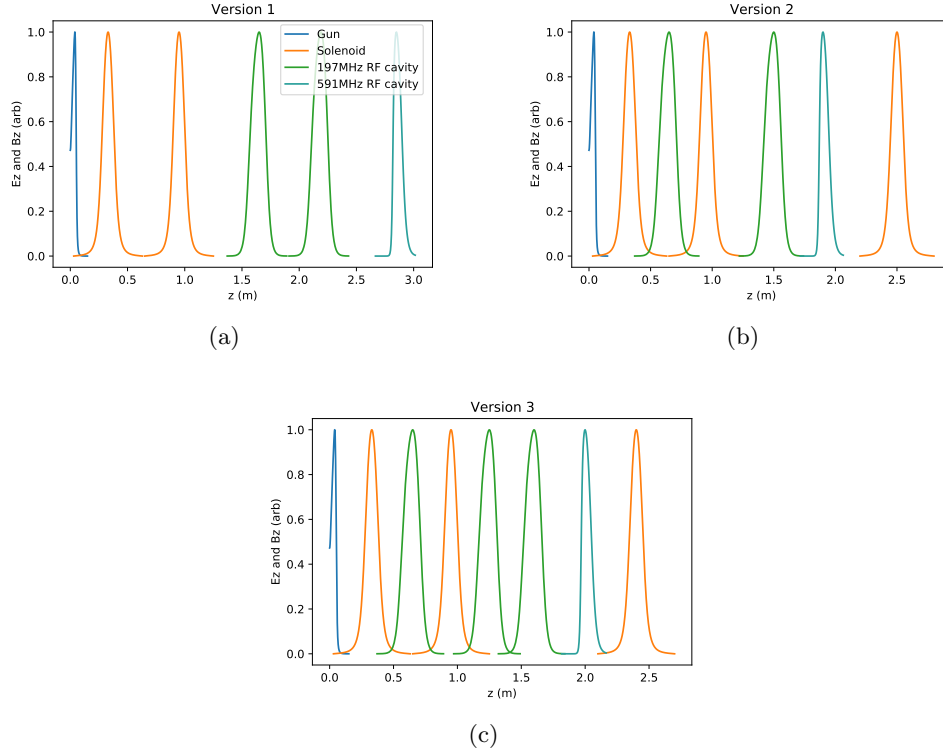 Version 1
Gun
Solenoid
197MHz RF cavity
591MHz RF cavity
Ez and Bz (arb)
1.0
0.8
0.6
0.4
0.2
0.0
0.0 0.5 1.0 1.5 2.0 2.5 3.0
z (m)
(a)
Version 2
Ez and Bz (arb)
1.0
0.8
0.6
0.4
0.2
0.0
0.0 0.5 1.0 1.5 2.0 2.5
z (m)
(b)
Version 3
Ez and Bz (arb)
1.0
0.8
0.6
0.4
0.2
0.0
0.0 0.5 1.0 1.5 2.0 2.5
z (m)
(c)